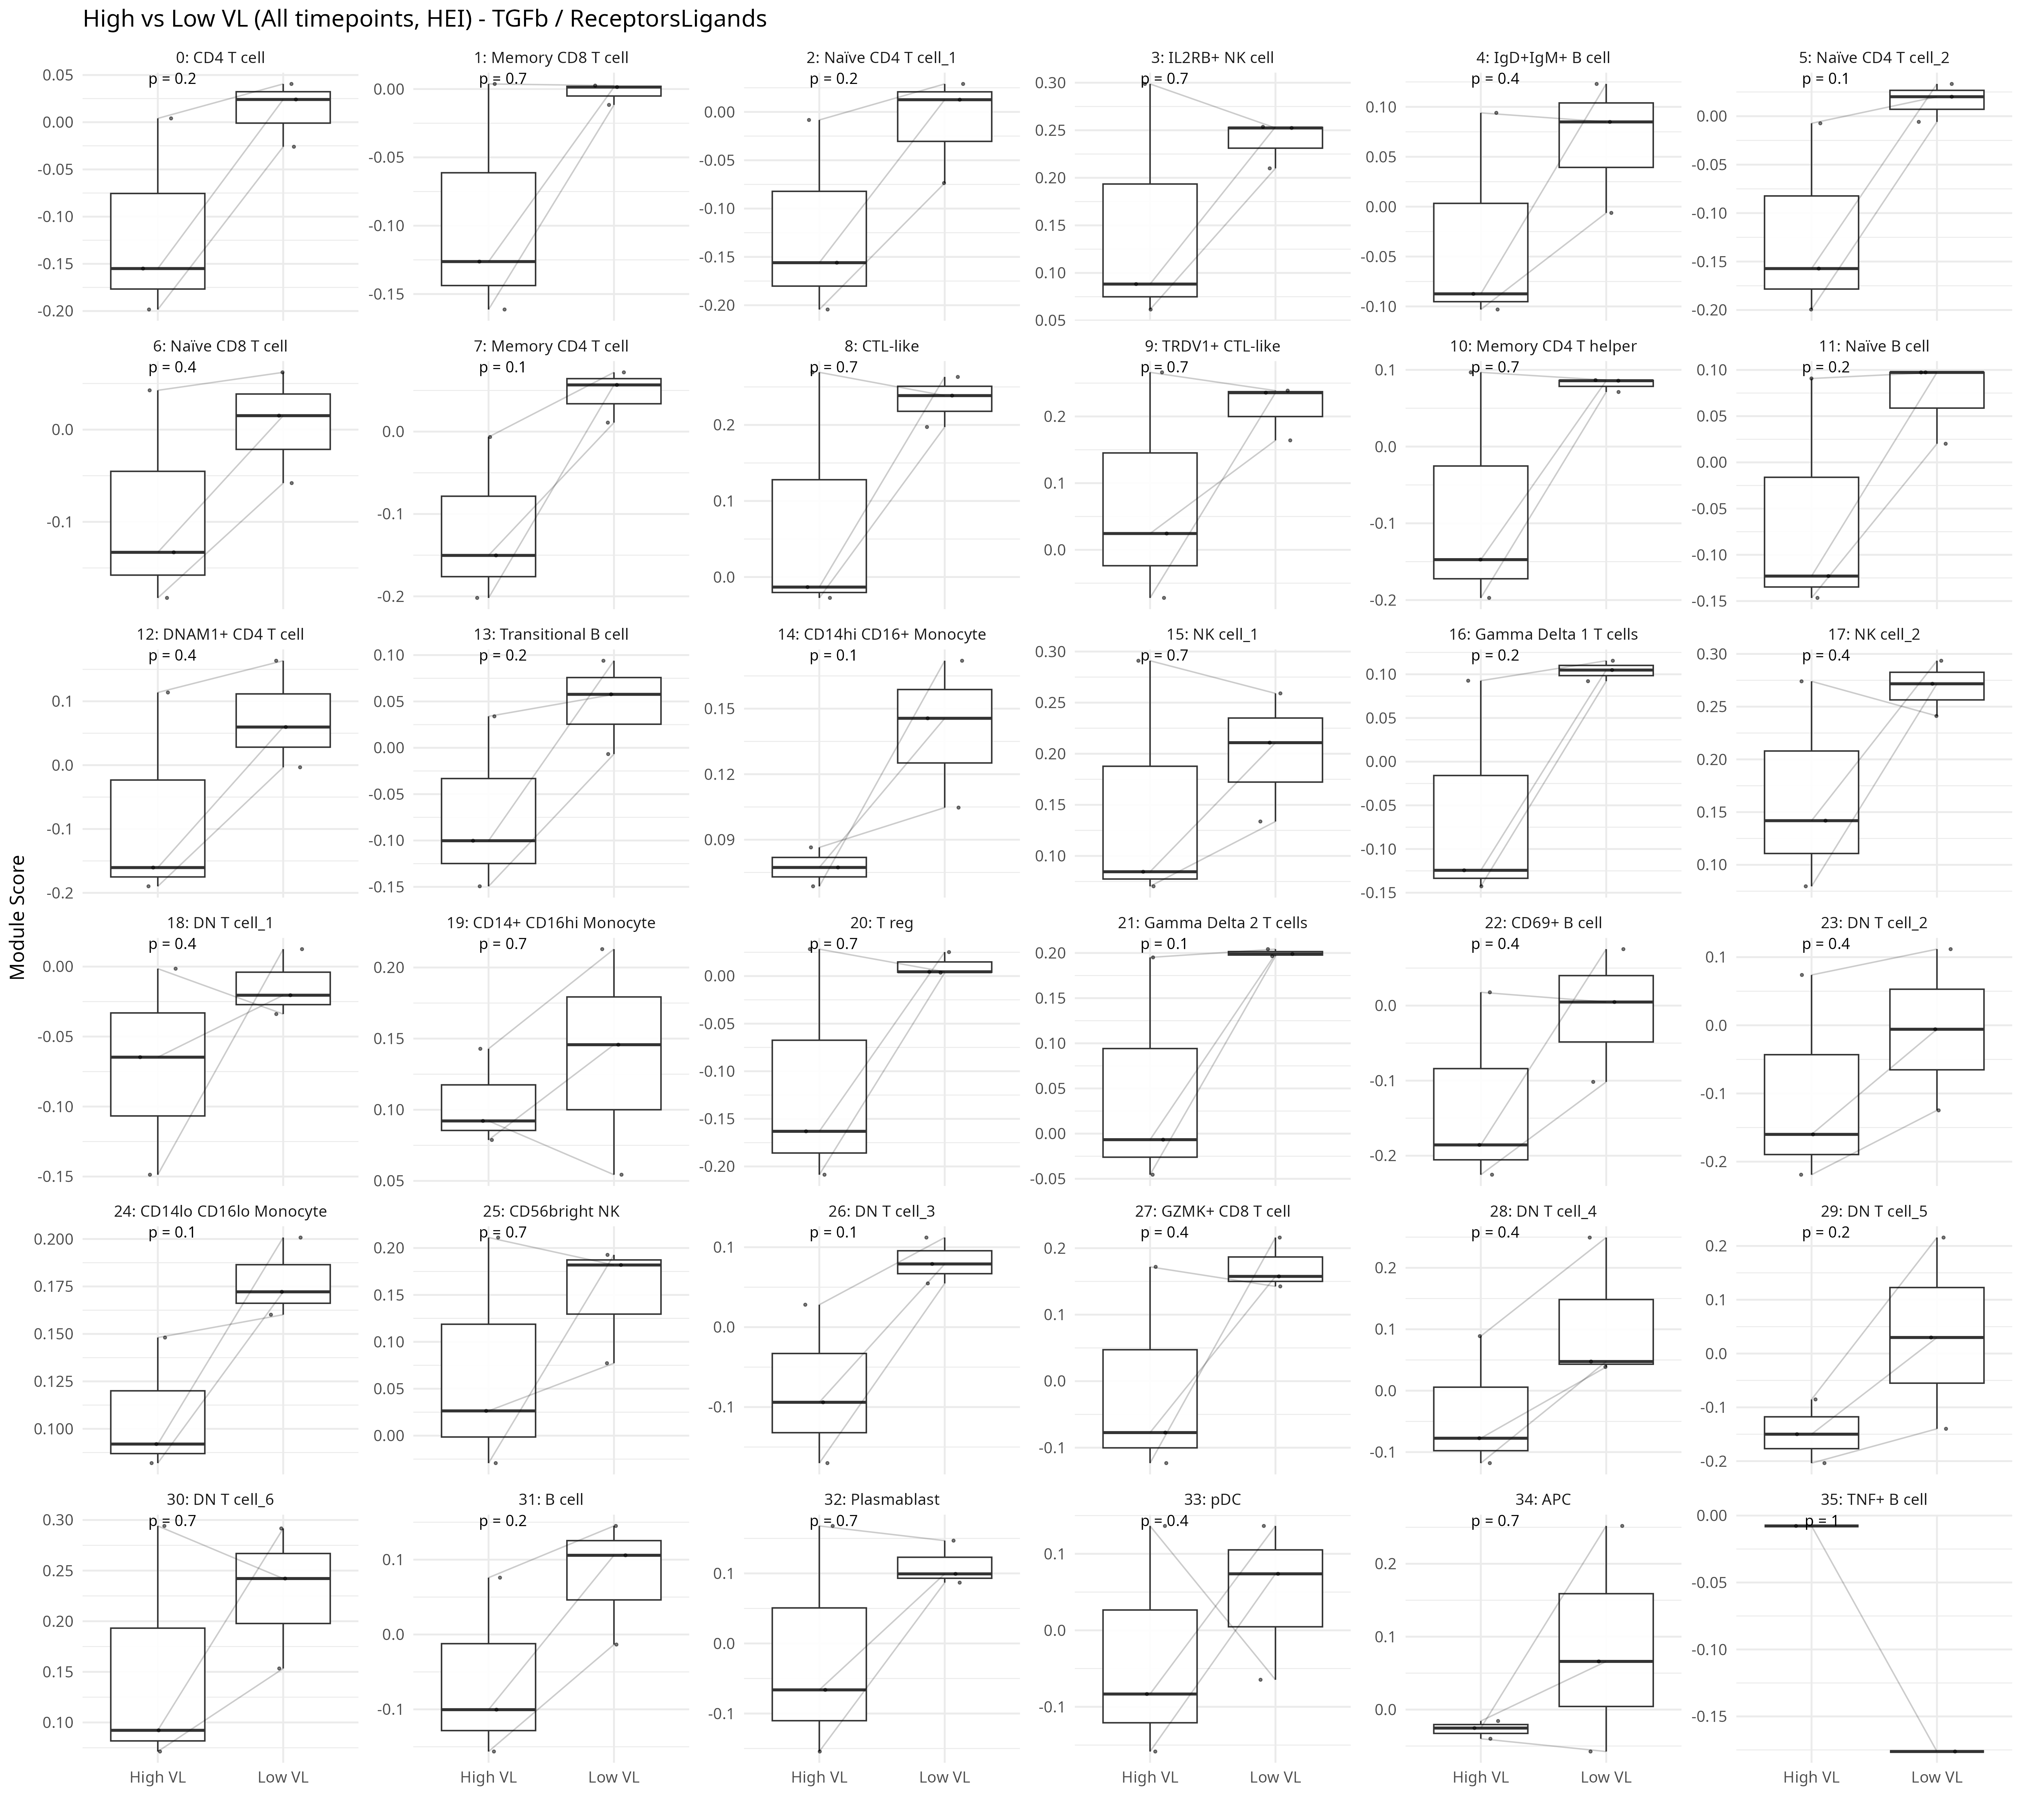 High vs Low VL (All timepoints, HEI) - TGFb / ReceptorsLigands
Module Score
0: CD4 T cell
p = 0.2
0.05
0.00
-0.05
-0.10
-0.15
-0.20
1: Memory CD8 T cell
p = 0.7
0.00
-0.05
-0.10
-0.15
2: Naïve CD4 T cell_1
p = 0.2
0.00
-0.05
-0.10
-0.15
-0.20
3: IL2RB+ NK cell
p = 0.7
0.30
0.25
0.20
0.15
0.10
0.05
4: IgD+IgM+ B cell
p = 0.4
0.10
0.05
0.00
-0.05
-0.10
5: Naïve CD4 T cell_2
p = 0.1
0.00
-0.05
-0.10
-0.15
-0.20
6: Naïve CD8 T cell
p = 0.4
0.0
-0.1
7: Memory CD4 T cell
p = 0.1
0.0
-0.1
-0.2
8: CTL-like
p = 0.7
0.2
0.1
0.0
9: TRDV1+ CTL-like
p = 0.7
0.2
0.1
0.0
10: Memory CD4 T helper
p = 0.7
0.1
0.0
-0.1
-0.2
11: Naïve B cell
p = 0.2
0.10
0.05
0.00
-0.05
-0.10
-0.15
12: DNAM1+ CD4 T cell
p = 0.4
0.1
0.0
-0.1
-0.2
13: Transitional B cell
p = 0.2
0.10
0.05
0.00
-0.05
-0.10
-0.15
14: CD14hi CD16+ Monocyte
p = 0.1
0.15
0.12
0.09
15: NK cell_1
p = 0.7
0.30
0.25
0.20
0.15
0.10
16: Gamma Delta 1 T cells
p = 0.2
0.10
0.05
0.00
-0.05
-0.10
-0.15
17: NK cell_2
p = 0.4
0.30
0.25
0.20
0.15
0.10
18: DN T cell_1
p = 0.4
0.00
-0.05
-0.10
-0.15
19: CD14+ CD16hi Monocyte
p = 0.7
0.20
0.15
0.10
0.05
20: T reg
p = 0.7
0.00
-0.05
-0.10
-0.15
-0.20
21: Gamma Delta 2 T cells
p = 0.1
0.20
0.15
0.10
0.05
0.00
-0.05
22: CD69+ B cell
p = 0.4
0.0
-0.1
-0.2
23: DN T cell_2
p = 0.4
0.1
0.0
-0.1
-0.2
24: CD14lo CD16lo Monocyte
p = 0.1
0.200
0.175
0.150
0.125
0.100
25: CD56bright NK
p = 0.7
0.20
0.15
0.10
0.05
0.00
26: DN T cell_3
p = 0.1
0.1
0.0
-0.1
27: GZMK+ CD8 T cell
p = 0.4
0.2
0.1
0.0
-0.1
28: DN T cell_4
p = 0.4
0.2
0.1
0.0
-0.1
29: DN T cell_5
p = 0.2
0.2
0.1
0.0
-0.1
-0.2
30: DN T cell_6
p = 0.7
0.30
0.25
0.20
0.15
0.10
31: B cell
p = 0.2
0.1
0.0
-0.1
32: Plasmablast
p = 0.7
0.1
0.0
-0.1
33: pDC
p = 0.4
0.1
0.0
-0.1
34: APC
p = 0.7
0.2
0.1
0.0
35: TNF+ B cell
p = 1
0.00
-0.05
-0.10
-0.15
High VL Low VL
High VL Low VL
High VL Low VL
High VL Low VL
High VL Low VL
High VL Low VL